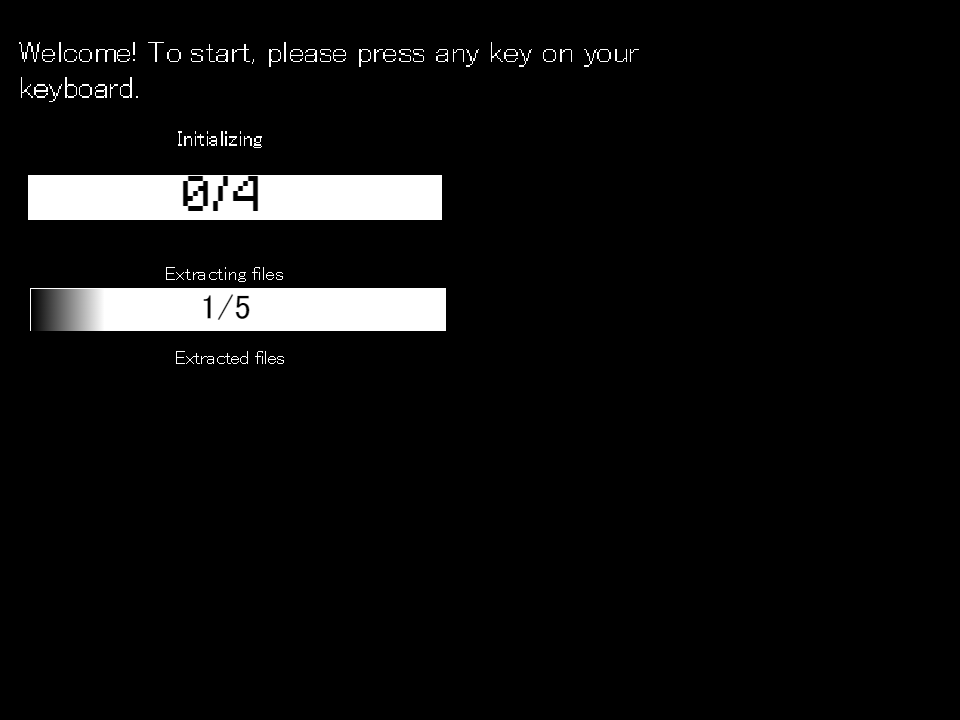 Welcome! To start, please press any key on your
keyboard.
Initializing
0/4
Extracting files
1/5
Extracted files